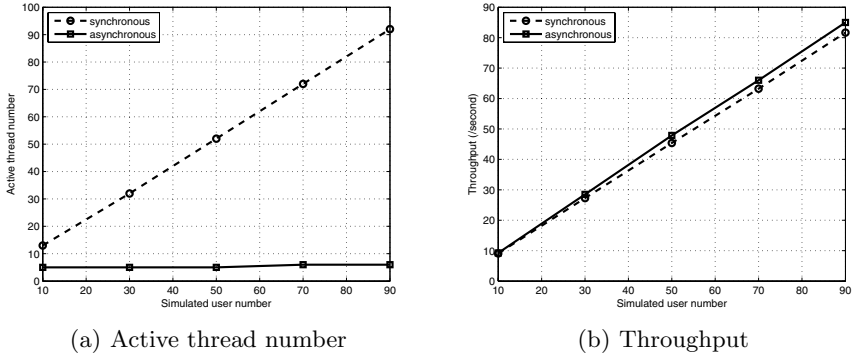 100
90
80
70
60
50
40
30
20
10
0
10 20 30 40 50 60 70 80 90
Active thread number
Simulated user number
synchronous
asynchronous
(a) Active thread number
90
80
70
60
50
40
30
20
10
0
10 20 30 40 50 60 70 80 90
Throughput (/second)
Simulated user number
synchronous
asynchronous
(b) Throughput